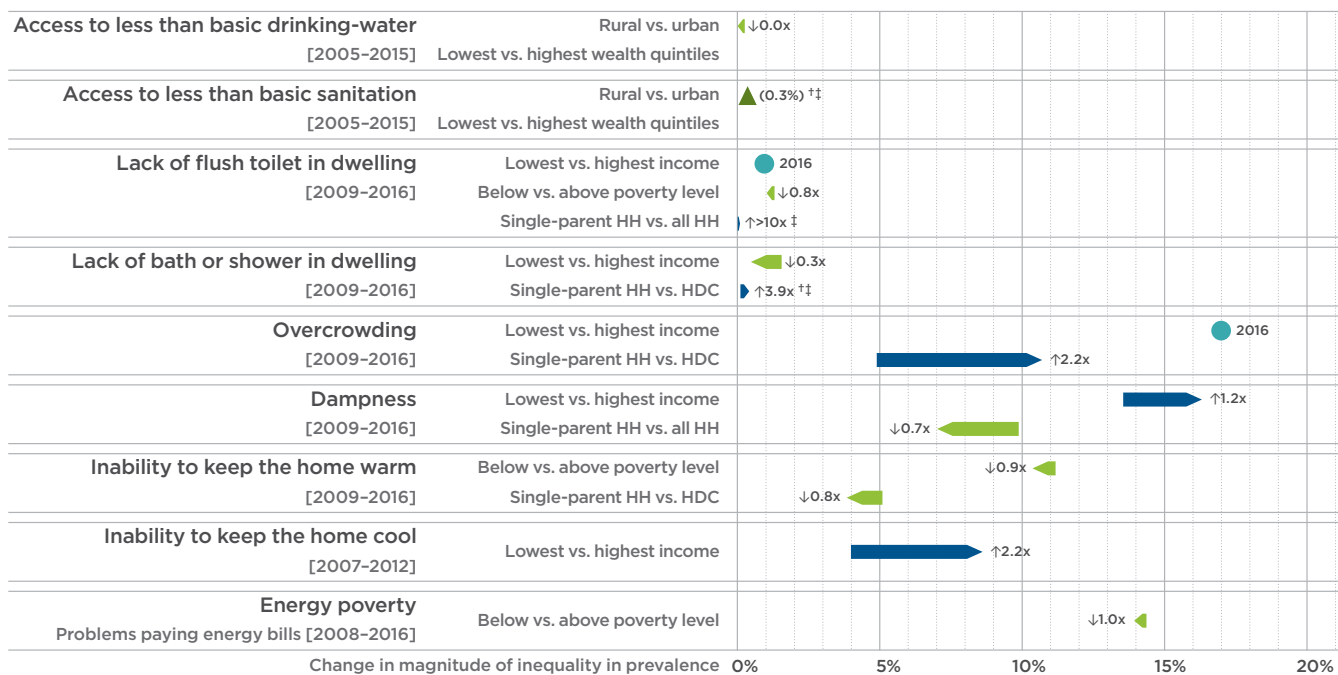 Access to less than basic drinking-water Rural vs. urban ↓0.0x
[2005–2015] Lowest vs. highest wealth quintiles
Access to less than basic sanitation Rural vs. urban (0.3%) †‡
[2005–2015] Lowest vs. highest wealth quintiles
Lack of flush toilet in dwelling Lowest vs. highest income 2016
[2009–2016] Below vs. above poverty level ↓0.8x
Single-parent HH vs. all HH ↑>10x ‡
Lack of bath or shower in dwelling Lowest vs. highest income ↓0.3x
[2009–2016] Single-parent HH vs. HDC ↑3.9x †‡
Overcrowding Lowest vs. highest income 2016
[2009–2016] Single-parent HH vs. HDC ↑2.2x
Dampness Lowest vs. highest income ↑1.2x
[2009–2016] Single-parent HH vs. all HH ↓0.7x
Inability to keep the home warm Below vs. above poverty level ↓0.9x
[2009–2016] Single-parent HH vs. HDC ↓0.8x
Inability to keep the home cool
[2007–2012] Lowest vs. highest income ↑2.2x
Energy poverty
Problems paying energy bills [2008–2016] Below vs. above poverty level ↓1.0x
Change in magnitude of inequality in prevalence 0% 5% 10% 15% 20%